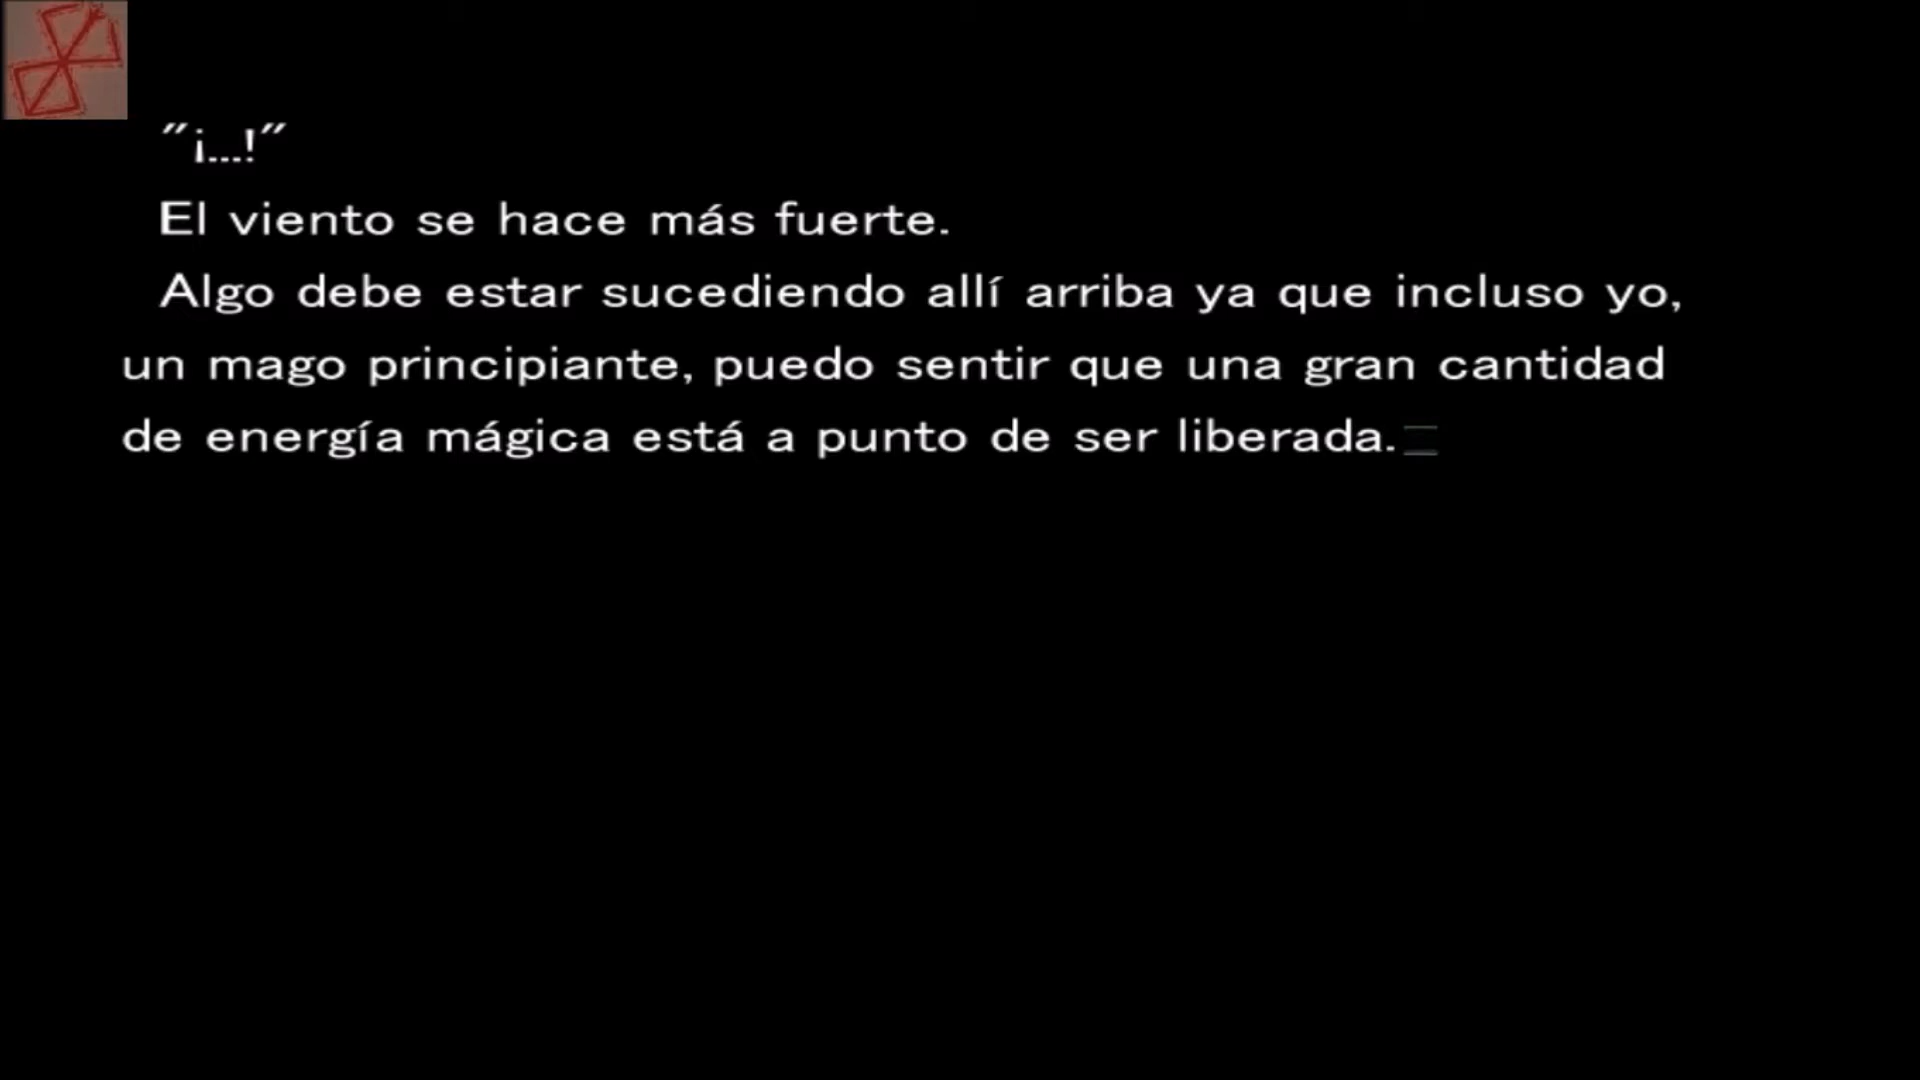 "¡...!"
El viento se hace más fuerte.
Algo debe estar sucediendo allí arriba ya que incluso yo,
un mago principiante, puedo sentir que una gran cantidad
de energía mágica está a punto de ser liberada.